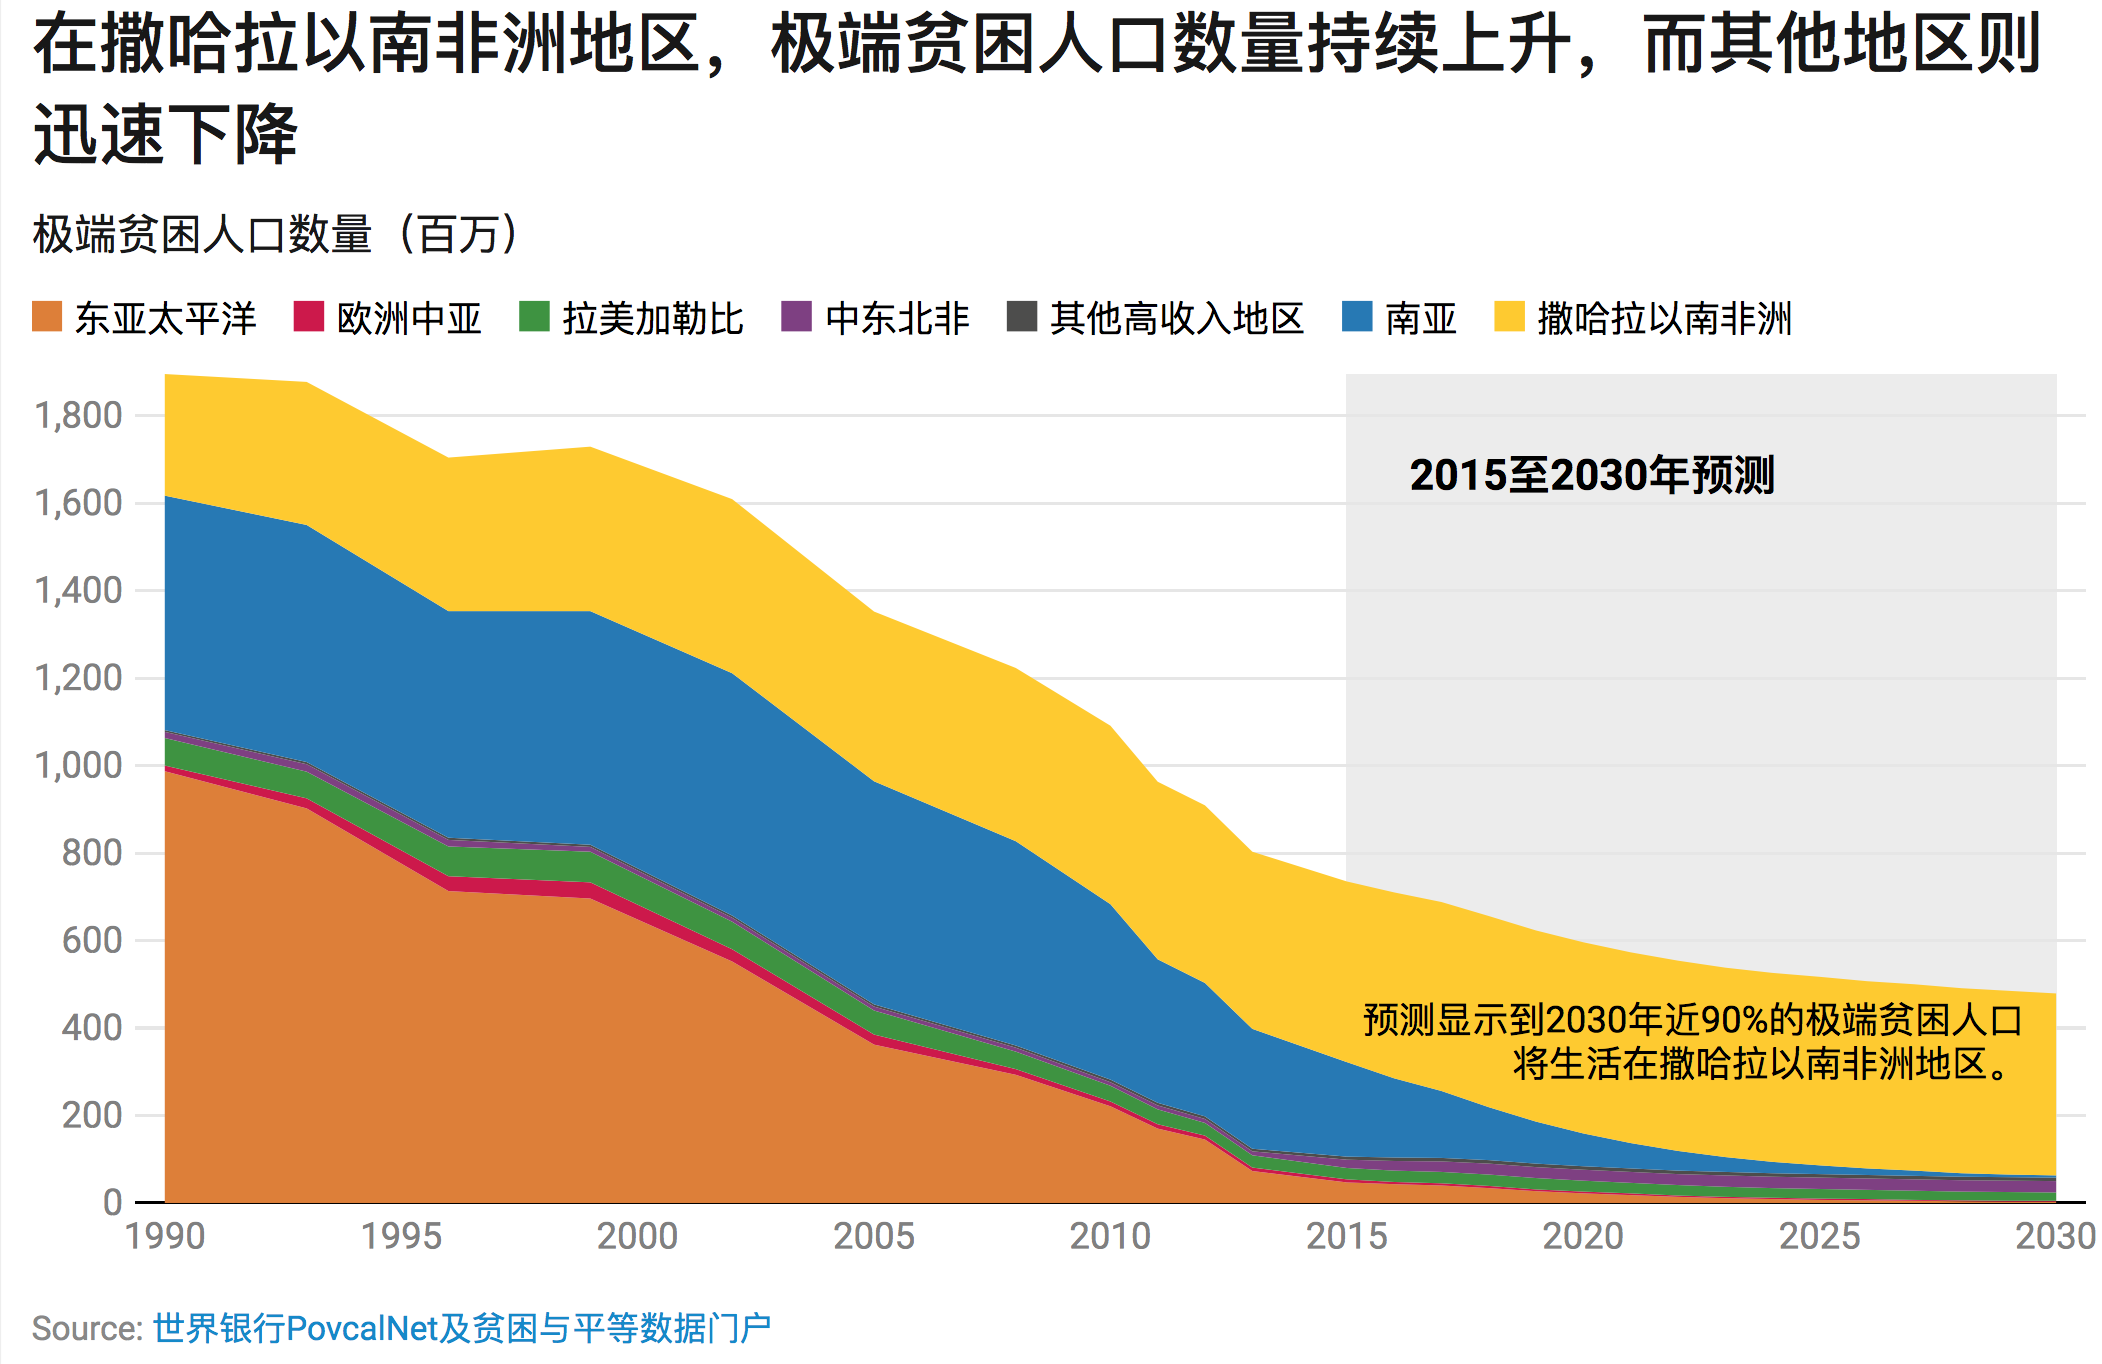 在撒哈拉以南非洲地区，极端贫困人口数量持续上升，而其他地区则
迅速下降
极端贫困人口数量（百万）
东亚太平洋 欧洲中亚 拉美加勒比 中东北非 其他高收入地区 南亚 撒哈拉以南非洲
1,800
2015至2030年预测
1,600
1,400
1,200
1,000
800
600
400
预测显示到2030年近90%的极端贫困人口
将生活在撒哈拉以南非洲地区。
200
0
1990 1995 2000 2005 2010 2015 2020 2025 2030
Source: 世界银行PovcalNet及贫困与平等数据门户